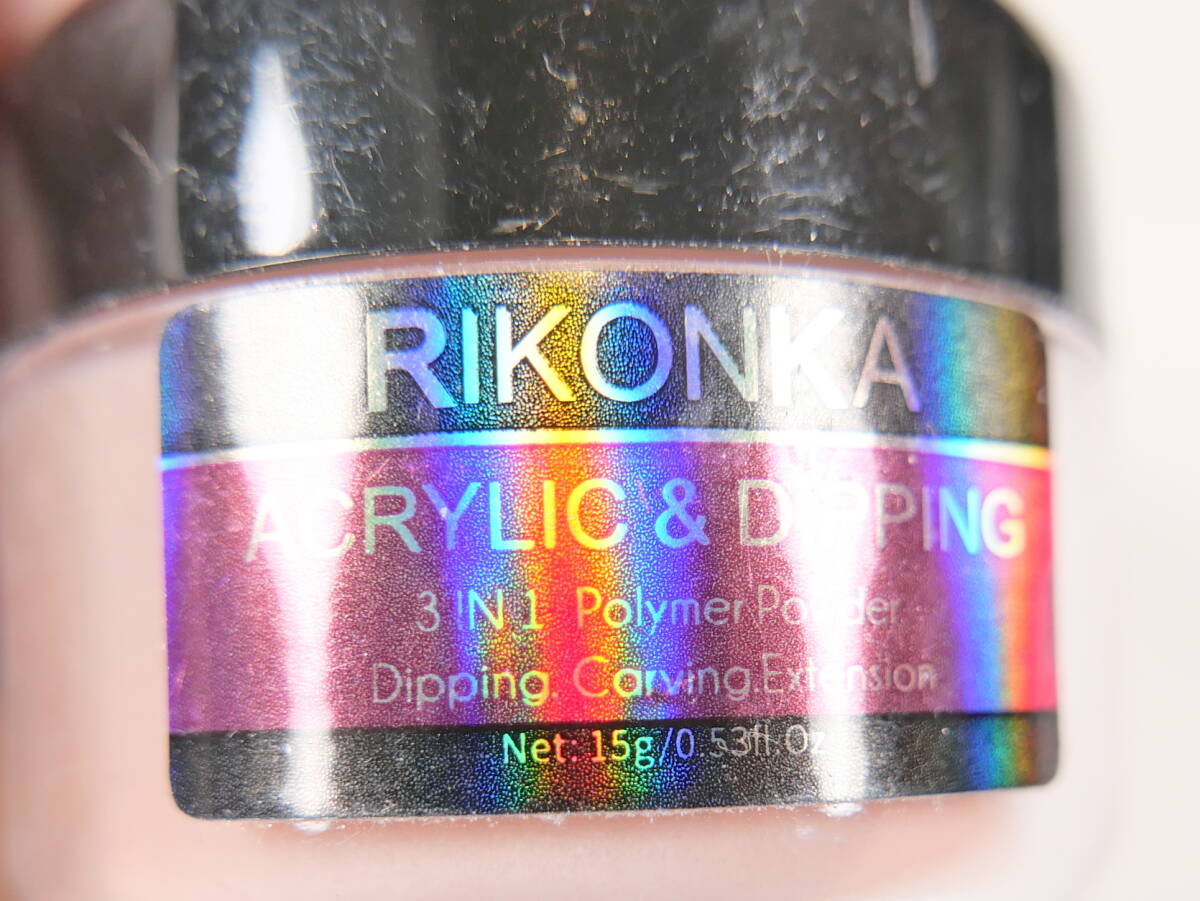 RIKONKA
ACRYLIC & DIPPING
3 IN 1 Polymer Powder
Dipping. Carving.Extension
Net: 15g/0.53fl.Oz